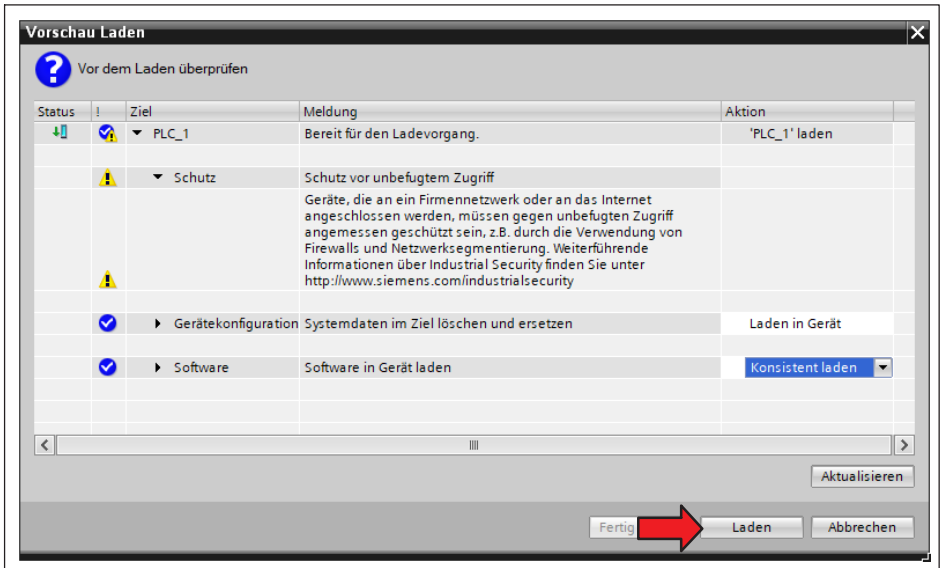 Vorschau Laden
Vor dem Laden überprüfen
Status ! Ziel Meldung Aktion
PLC_1 Bereit für den Ladevorgang. 'PLC_1' laden
Schutz Schutz vor unbefugtem Zugriff
Geräte, die an ein Firmennetzwerk oder an das Internet
angeschlossen werden, müssen gegen unbefugten Zugriff
angemessen geschützt sein, z.B. durch die Verwendung von
Firewalls und Netzwerksegmentierung. Weiterführende
Informationen über Industrial Security finden Sie unter
http://www.siemens.com/industrialsecurity
Gerätekonfiguration Systemdaten im Ziel löschen und ersetzen Laden in Gerät
Software Software in Gerät laden Konsistent laden
Aktualisieren
Fertig Laden Abbrechen